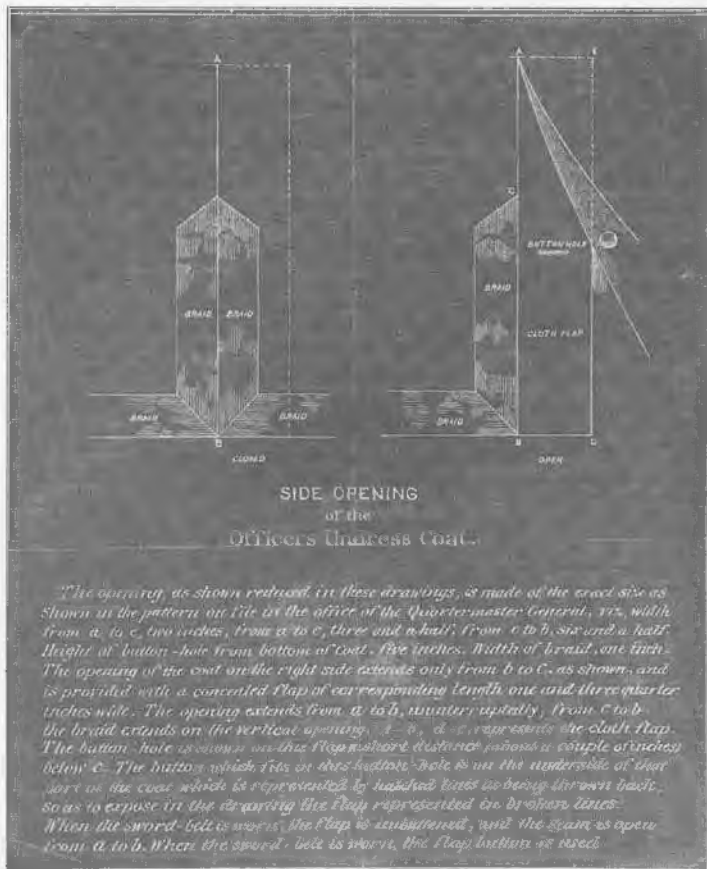 A
A
E
C
BUTTON HOLE
BRAID
BRAID
BRAID
CLOTH FLAP
BRAID
BRAID
BRAID
B
B
D
CLOSED
OPEN
SIDE OPENING
of the
Officers Undress Coat.
The opening, as shown reduced in these drawings, is made of the exact size as
shown in the pattern on file in the office of the Quartermaster General, viz, width
from a, to e, two inches, from a to c, three and a half, from c to b, six and a half.
Height of button-hole from bottom of coat, five inches. Width of braid, one inch.
The opening of the coat on the right side extends only from b to C, as shown, and
is provided with a concealed flap of corresponding length one and three quarter
inches wide. The opening extends from a to b, uninterruptedly, from c to b
the braid extends on the vertical opening. represents the cloth flap.
The button-hole is shown on this flap a short distance a couple of inches
below C. The button which fits in this button-hole is on the underside of that
part of the coat which is represented by hatched lines as being thrown back,
so as to expose in the drawing the flap represented in broken lines.
When the sword-belt is worn, the flap is unbuttoned, and the seam is open
from a to b. When the sword-belt is worn, the flap button is used